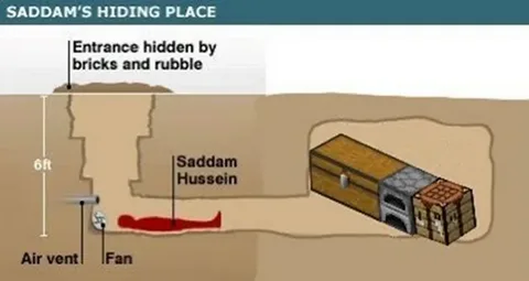 SADDAM'S HIDING PLACE
Entrance hidden by
bricks and rubble
6ft
Saddam
Hussein
Air vent
Fan